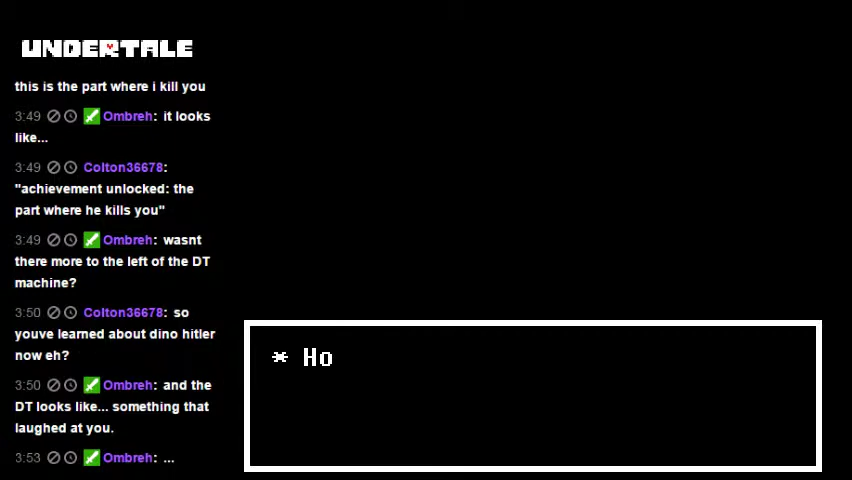 UNDERTALE
this is the part where i kill you
3:49 Ombreh: it looks
like...
3:49 Colton36678:
"achievement unlocked: the
part where he kills you"
3:49 Ombreh: wasnt
there more to the left of the DT
machine?
3:50 Colton36678: so
youve learned about dino hitler
now eh?
3:50 Ombreh: and the
DT looks like... something that
laughed at you.
3:53 Ombreh: ...
* Ho